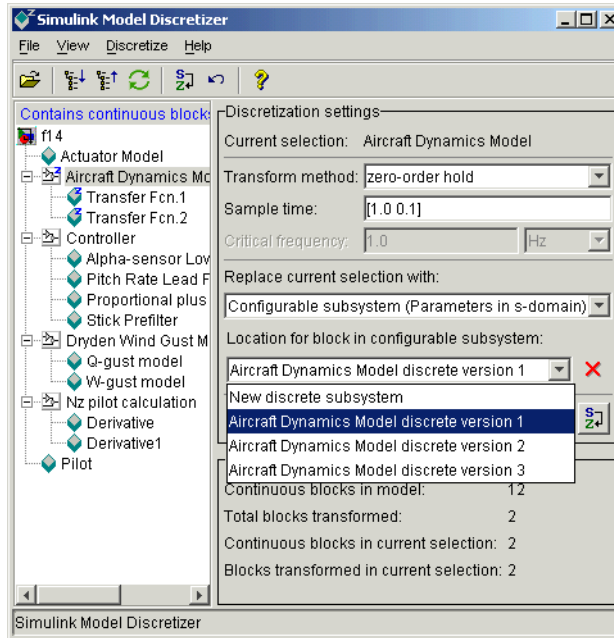 Simulink Model Discretizer
File View Discretize Help
Contains continuous block
f14
Actuator Model
Aircraft Dynamics Mo
Transfer Fcn.1
Transfer Fcn.2
Controller
Alpha-sensor Low
Pitch Rate Lead F
Proportional plus
Stick Prefilter
Dryden Wind Gust M
Q-gust model
W-gust model
Nz pilot calculation
Derivative
Derivative1
Pilot
Discretization settings
Current selection: Aircraft Dynamics Model
Transform method: zero-order hold
Sample time: [1.0 0.1]
Critical frequency: 1.0 Hz
Replace current selection with:
Configurable subsystem (Parameters in s-domain)
Location for block in configurable subsystem:
Aircraft Dynamics Model discrete version 1
New discrete subsystem
Aircraft Dynamics Model discrete version 1
Aircraft Dynamics Model discrete version 2
Aircraft Dynamics Model discrete version 3
Continuous blocks in model: 12
Total blocks transformed: 2
Continuous blocks in current selection: 2
Blocks transformed in current selection: 2
Simulink Model Discretizer